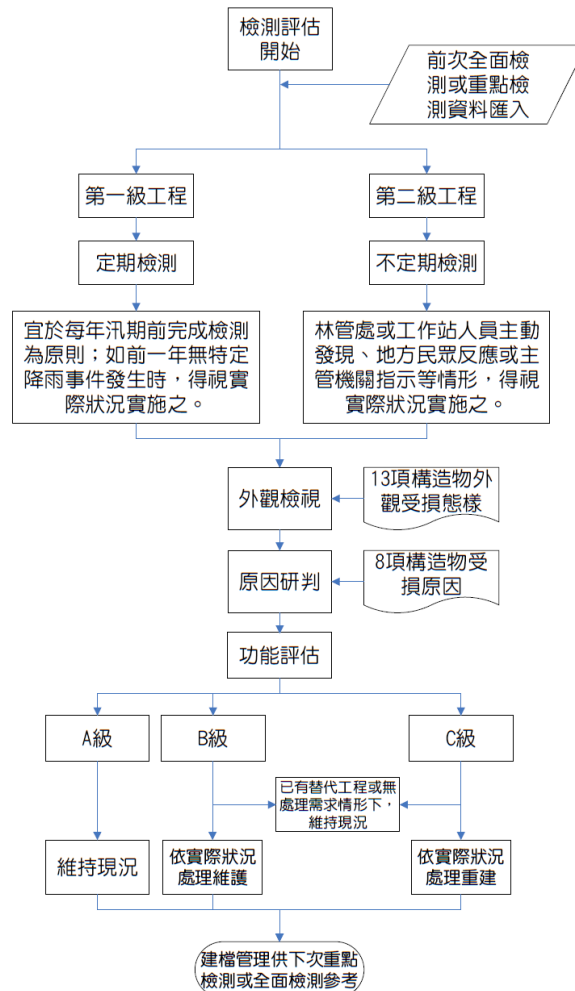 檢測評估
開始
前次全面檢
測或重點檢
測資料匯入
第一級工程
第二級工程
定期檢測
不定期檢測
宜於每年汛期前完成檢測
為原則；如前一年無特定
降雨事件發生時，得視實
際狀況實施之。
林管處或工作站人員主動
發現、地方民眾反應或主
管機關指示等情形，得視
實際狀況實施之。
外觀檢視
13項構造物外
觀受損態樣
原因研判
8項構造物受
損原因
功能評估
A級
B級
C級
已有替代工程或無
處理需求情形下，
維持現況
維持現況
依實際狀況
處理維護
依實際狀況
處理重建
建檔管理供下次重點
檢測或全面檢測參考